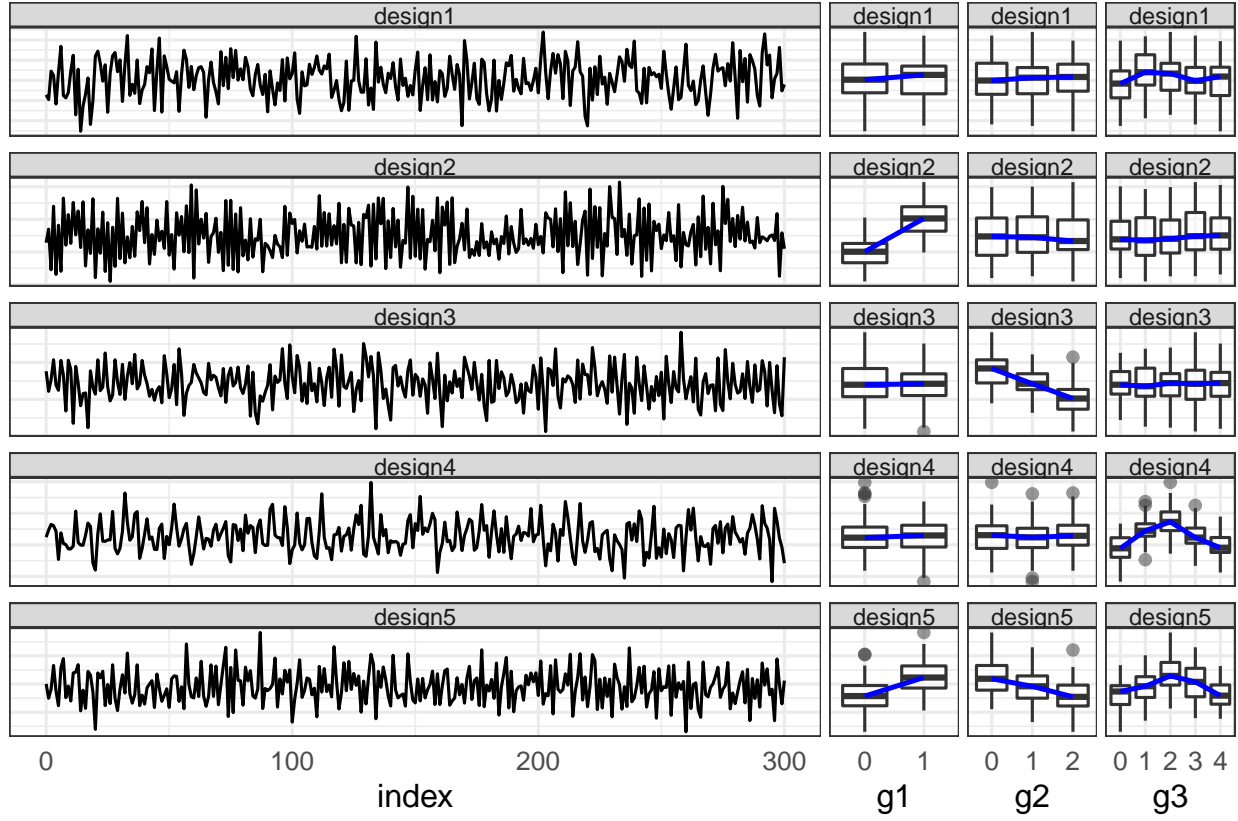 design1 design1 design1 design1
design2 design2 design2 design2
design3 design3 design3 design3
design4 design4 design4 design4
design5 design5 design5 design5
0 100 200 300 0 1 0 1 2 0 1 2 3 4
index g1 g2 g3